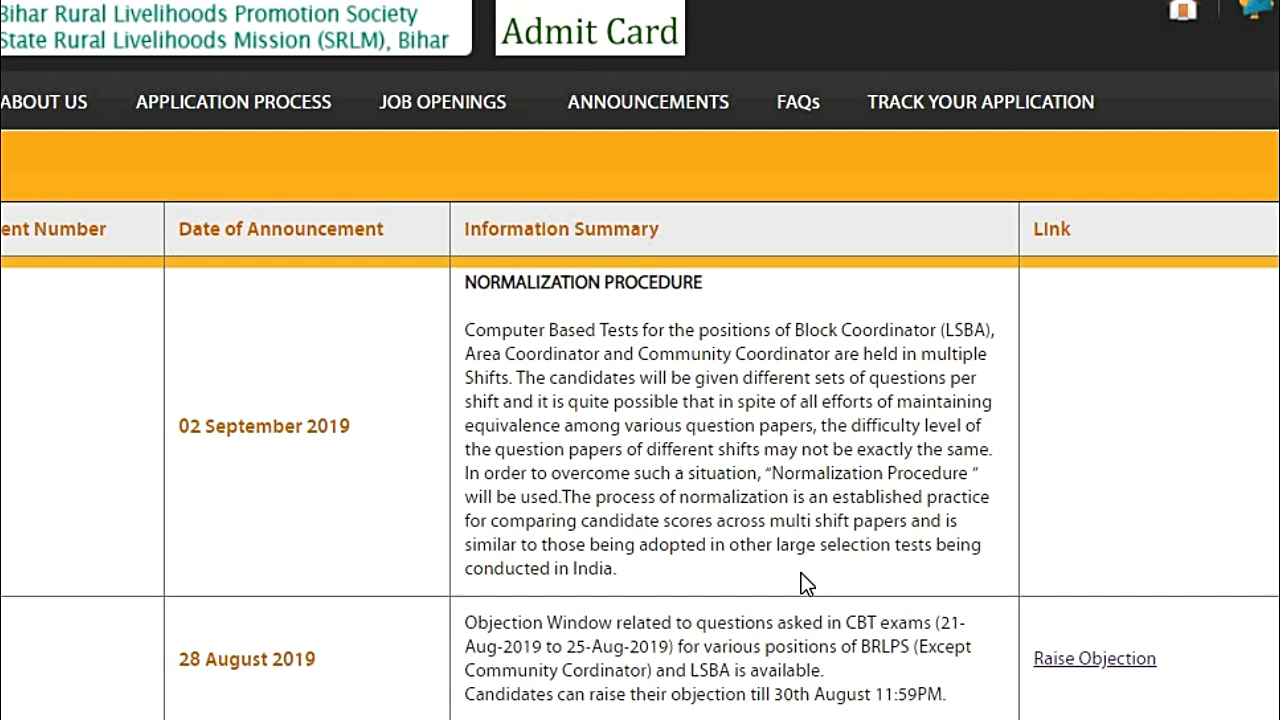 Bihar Rural Livelihoods Promotion Society
State Rural Livelihoods Mission (SRLM), Bihar
Admit Card
ABOUT US APPLICATION PROCESS JOB OPENINGS ANNOUNCEMENTS FAQs TRACK YOUR APPLICATION
ent Number Date of Announcement Information Summary LInk
NORMALIZATION PROCEDURE
Computer Based Tests for the positions of Block Coordinator (LSBA),
Area Coordinator and Community Coordinator are held in multiple
Shifts. The candidates will be given different sets of questions per
shift and it is quite possible that in spite of all efforts of maintaining
equivalence among various question papers, the difficulty level of
the question papers of different shifts may not be exactly the same.
In order to overcome such a situation, “Normalization Procedure ”
will be used.The process of normalization is an established practice
for comparing candidate scores across multi shift papers and is
similar to those being adopted in other large selection tests being
conducted in India.
02 September 2019
Objection Window related to questions asked in CBT exams (21-
Aug-2019 to 25-Aug-2019) for various positions of BRLPS (Except
Community Cordinator) and LSBA is available.
Candidates can raise their objection till 30th August 11:59PM.
28 August 2019
Raise Objection